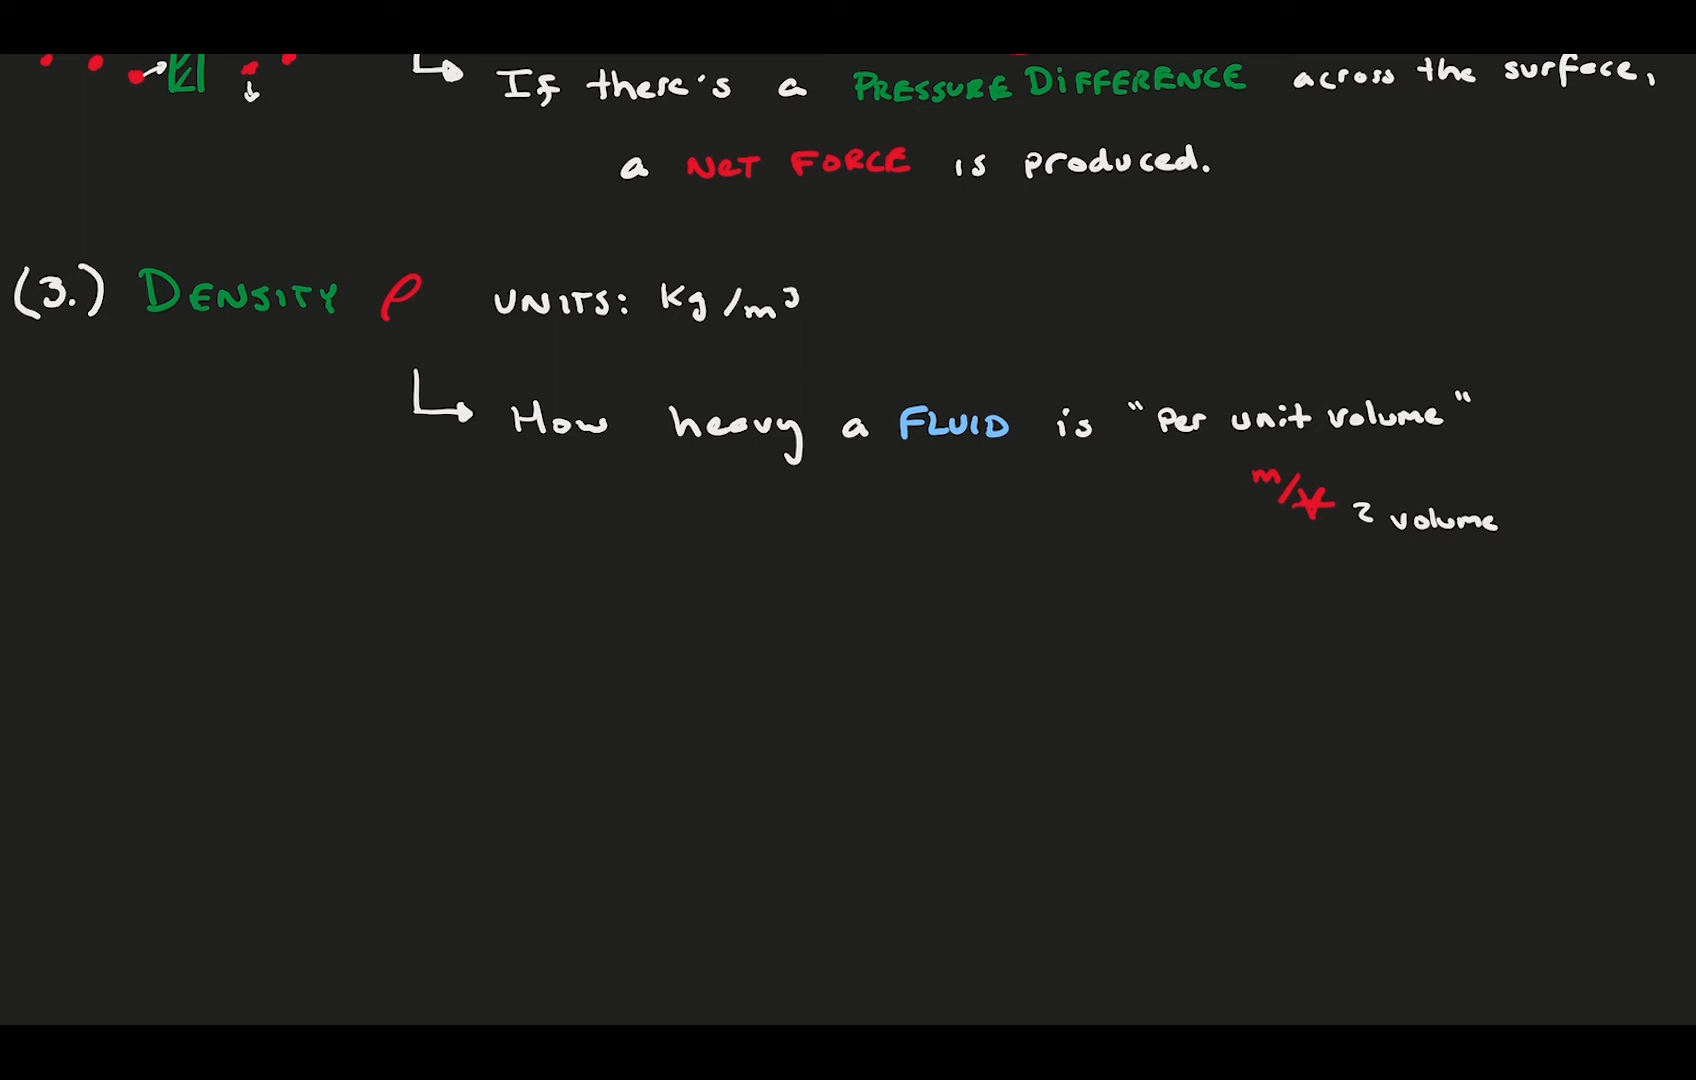 If there's a PRESSURE DIFFERENCE across the surface,
a NET FORCE is produced.
(3.) DENSITY ρ UNITS: Kg/m³
How heavy a FLUID is "Per unit volume"
m/V volume